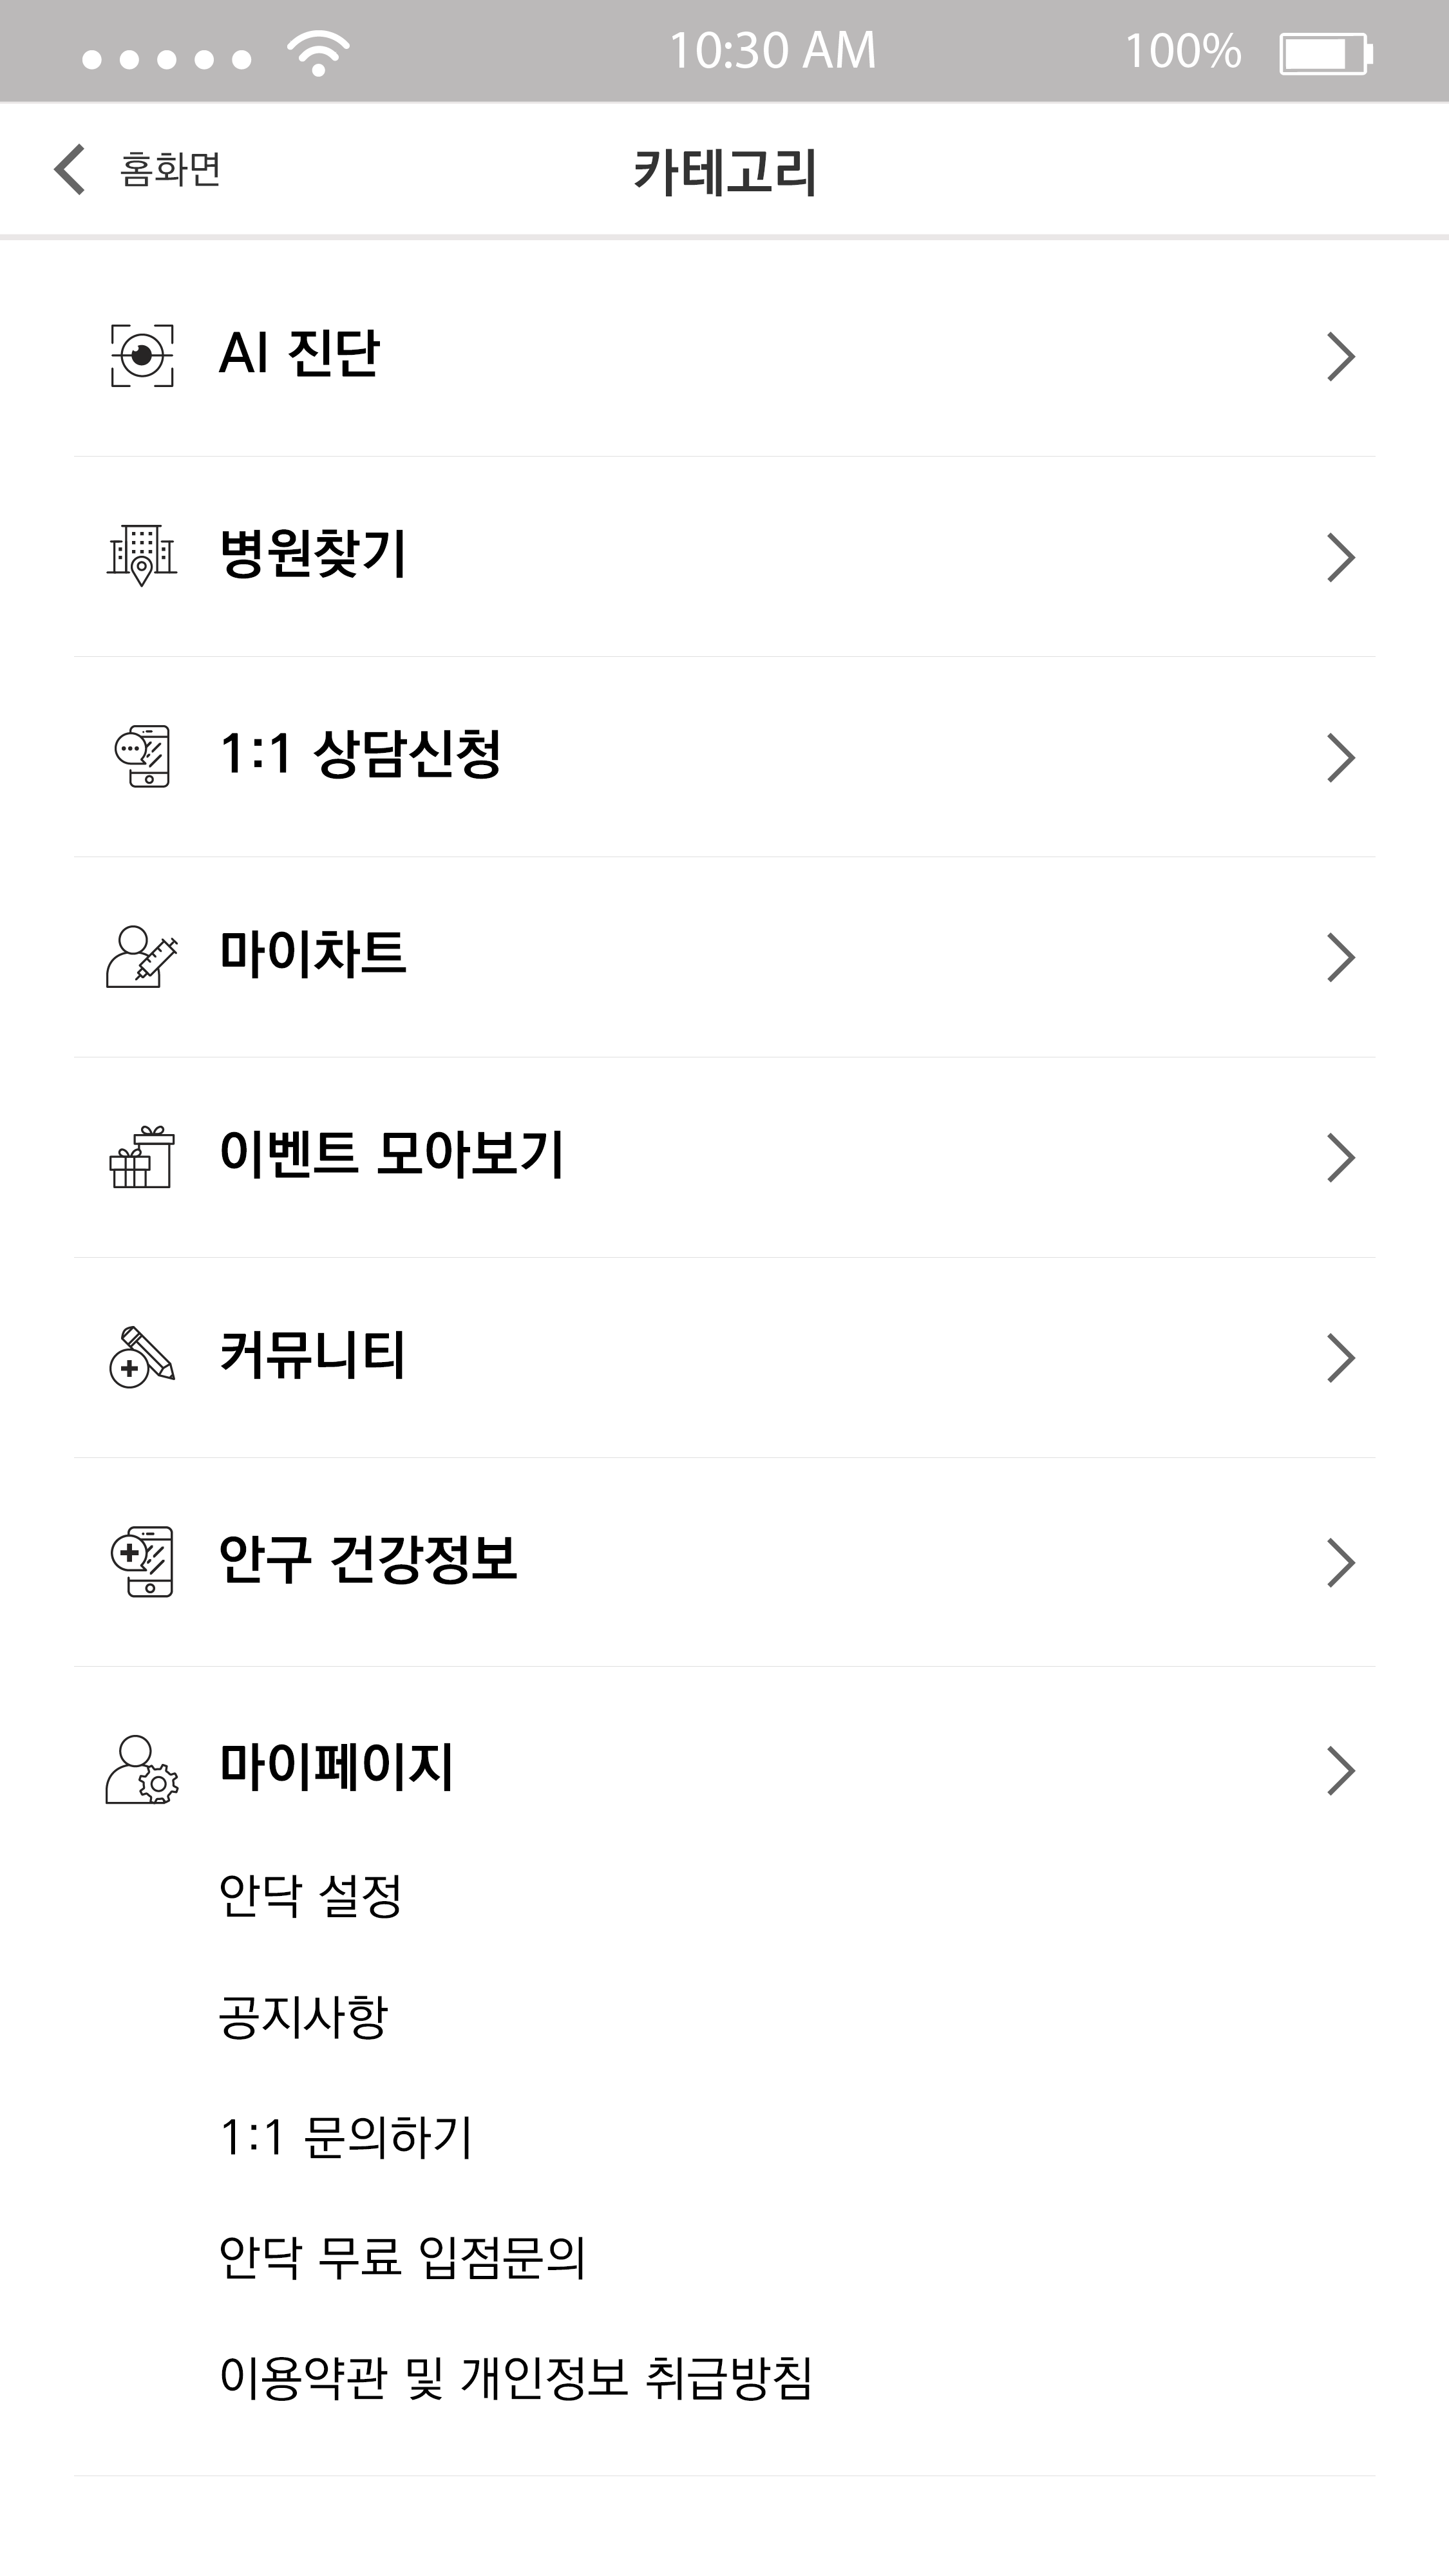 10:30 AM 100%
홈화면 카테고리
AI 진단
병원찾기
1:1 상담신청
마이차트
이벤트 모아보기
커뮤니티
안구 건강정보
마이페이지
안닥 설정
공지사항
1:1 문의하기
안닥 무료 입점문의
이용약관 및 개인정보 취급방침